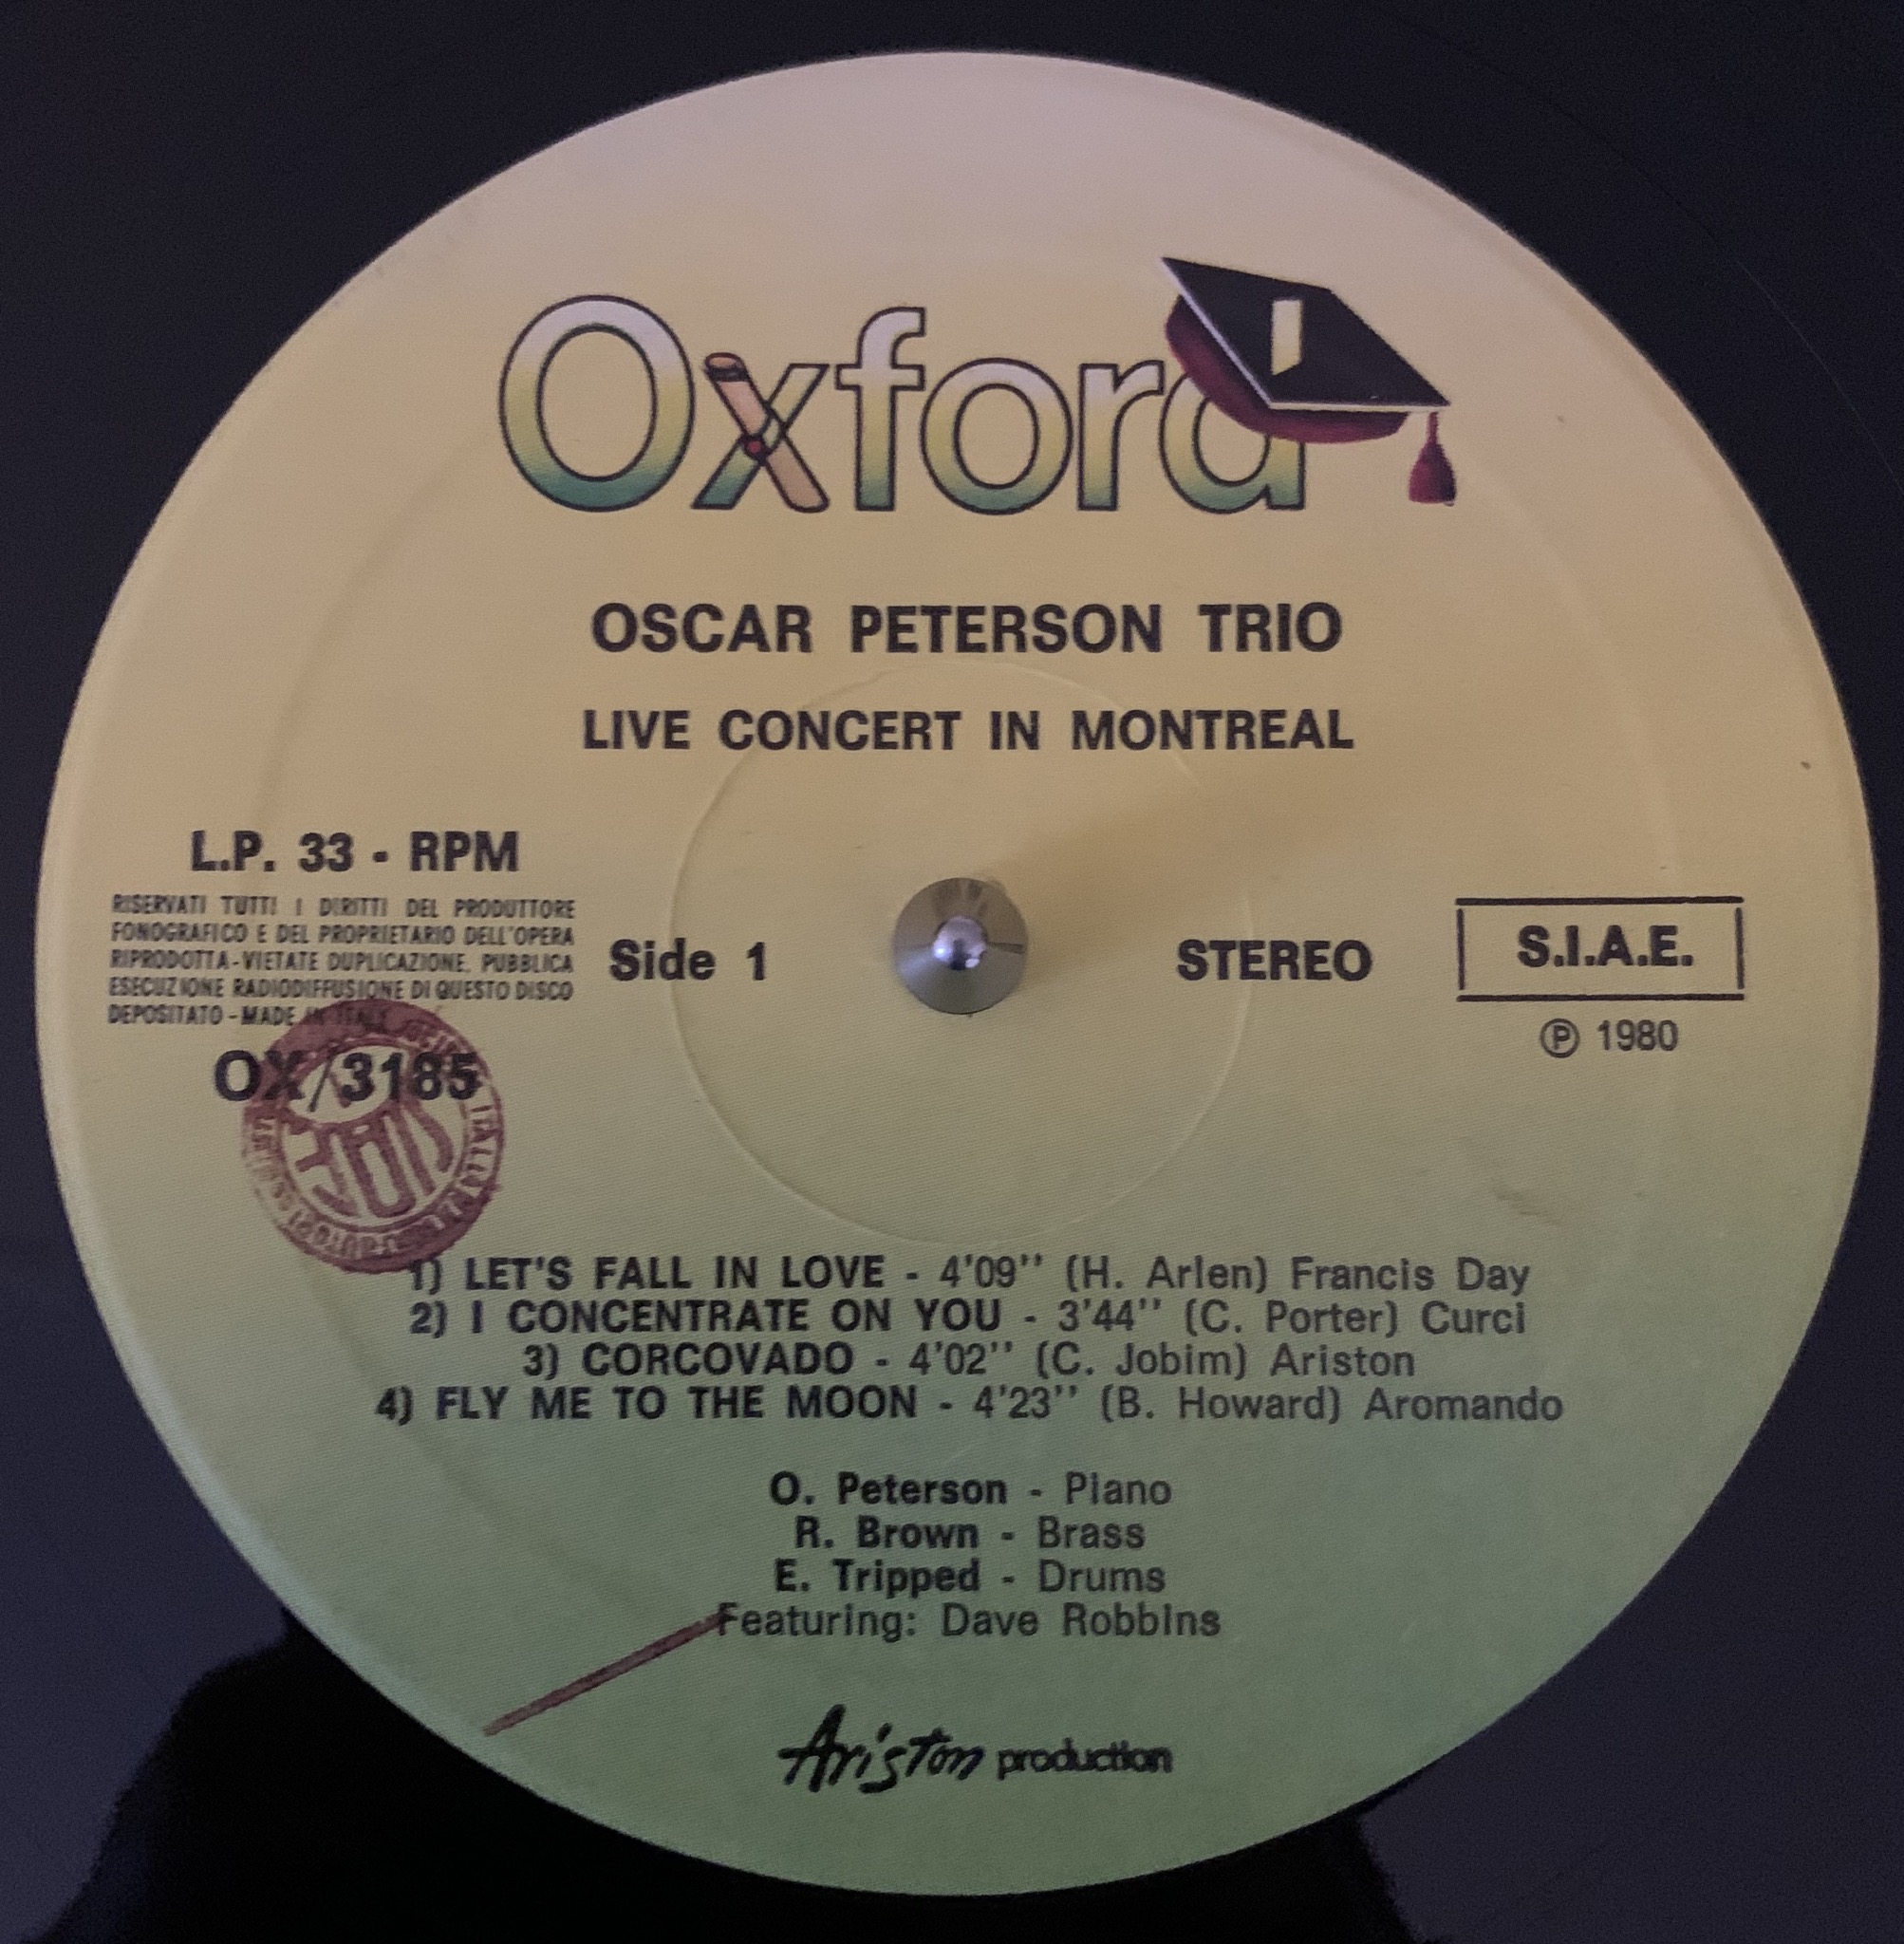 Oxford
OSCAR PETERSON TRIO
LIVE CONCERT IN MONTREAL
L.P. 33 - RPM
RISERVATI TUTTI I DIRITTI DEL PRODUTTORE
FONOGRAFICO E DEL PROPRIETARIO DELL'OPERA
RIPRODOTTA-VIETATE DUPLICAZIONE, PUBBLICA
ESECUZIONE RADIODIFFUSIONE DI QUESTO DISCO
DEPOSITATO - MADE IN ITALY
Side 1
STEREO
S.I.A.E.
℗ 1980
OX/3185
SIAE
1) LET'S FALL IN LOVE - 4'09'' (H. Arlen) Francis Day
2) I CONCENTRATE ON YOU - 3'44'' (C. Porter) Curci
3) CORCOVADO - 4'02'' (C. Jobim) Ariston
4) FLY ME TO THE MOON - 4'23'' (B. Howard) Aromando
O. Peterson - Piano
R. Brown - Brass
E. Tripped - Drums
Featuring: Dave Robbins
Ariston production